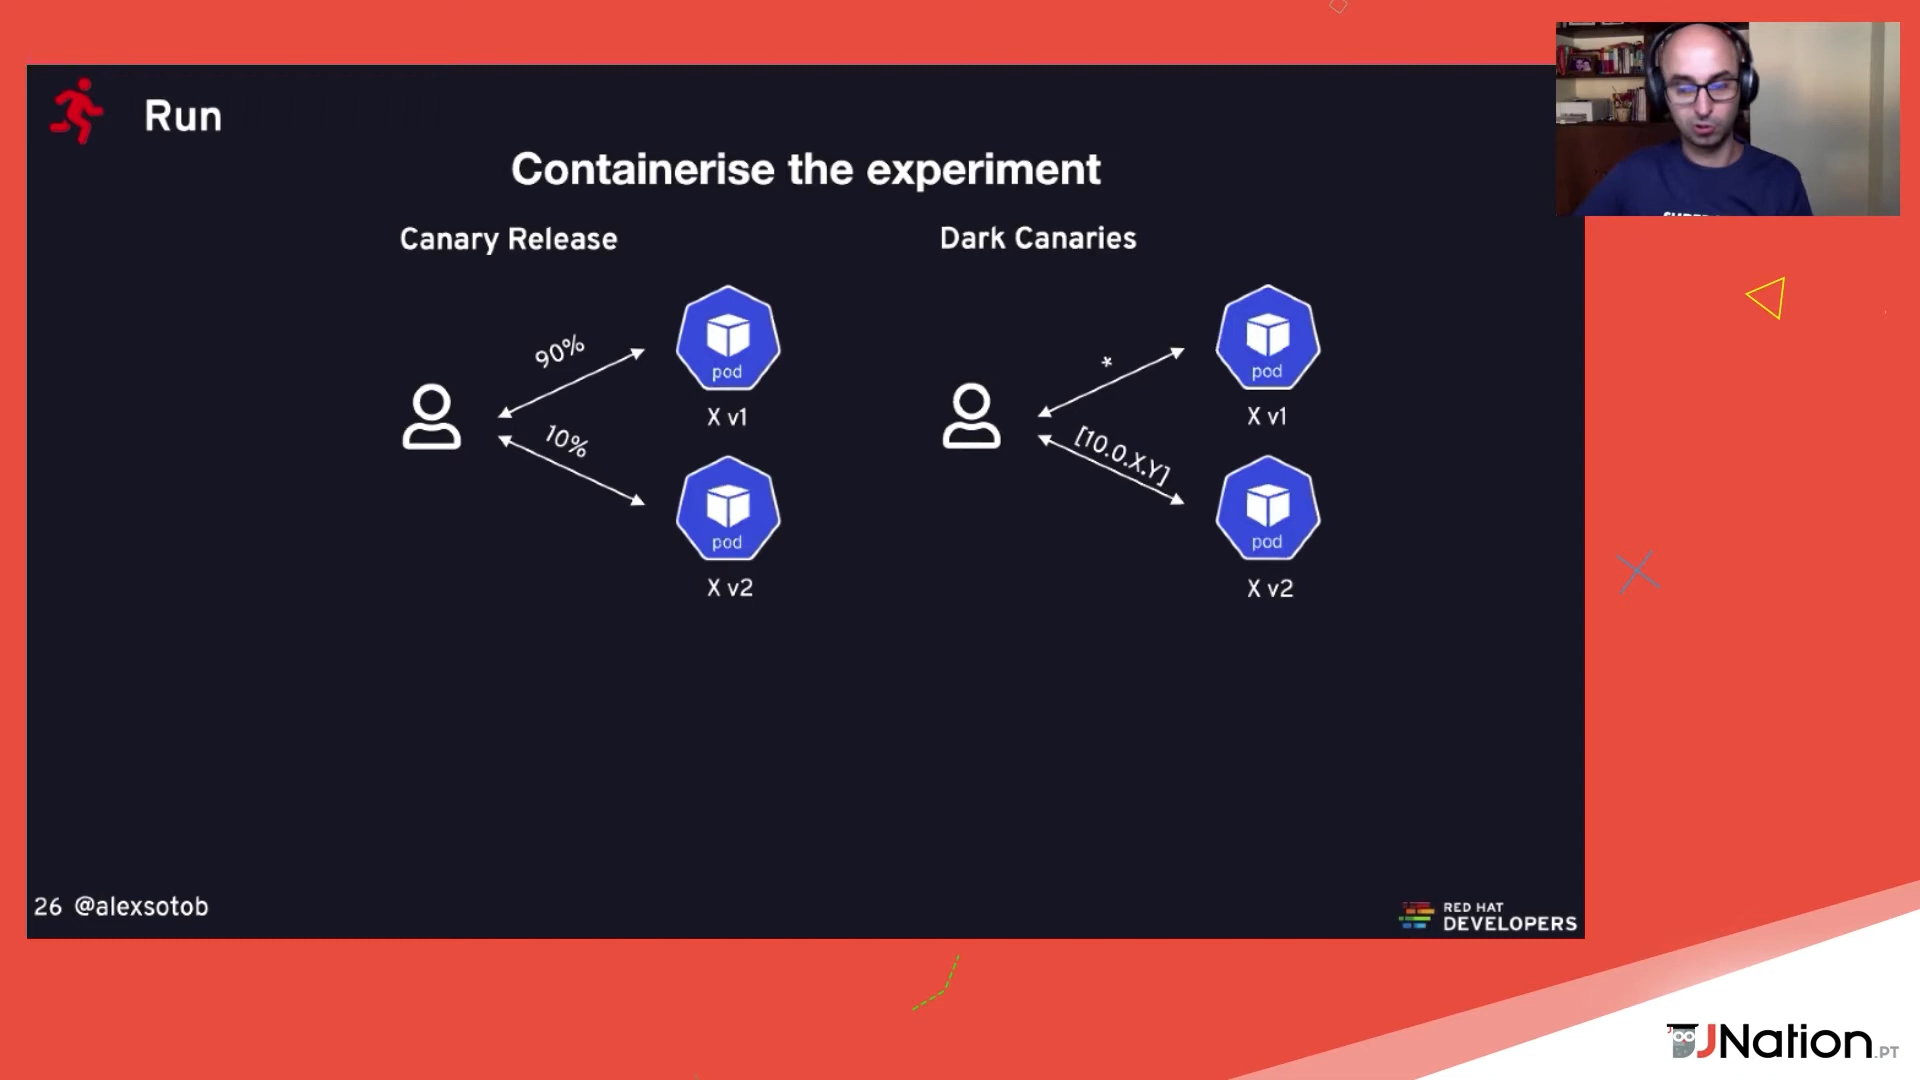 Run
Containerise the experiment
Canary Release
Dark Canaries
90%
10%
pod
X v1
pod
X v2
*
[10.0.X.Y]
pod
X v1
pod
X v2
26 @alexsotob
RED HAT
DEVELOPERS
JNation.PT